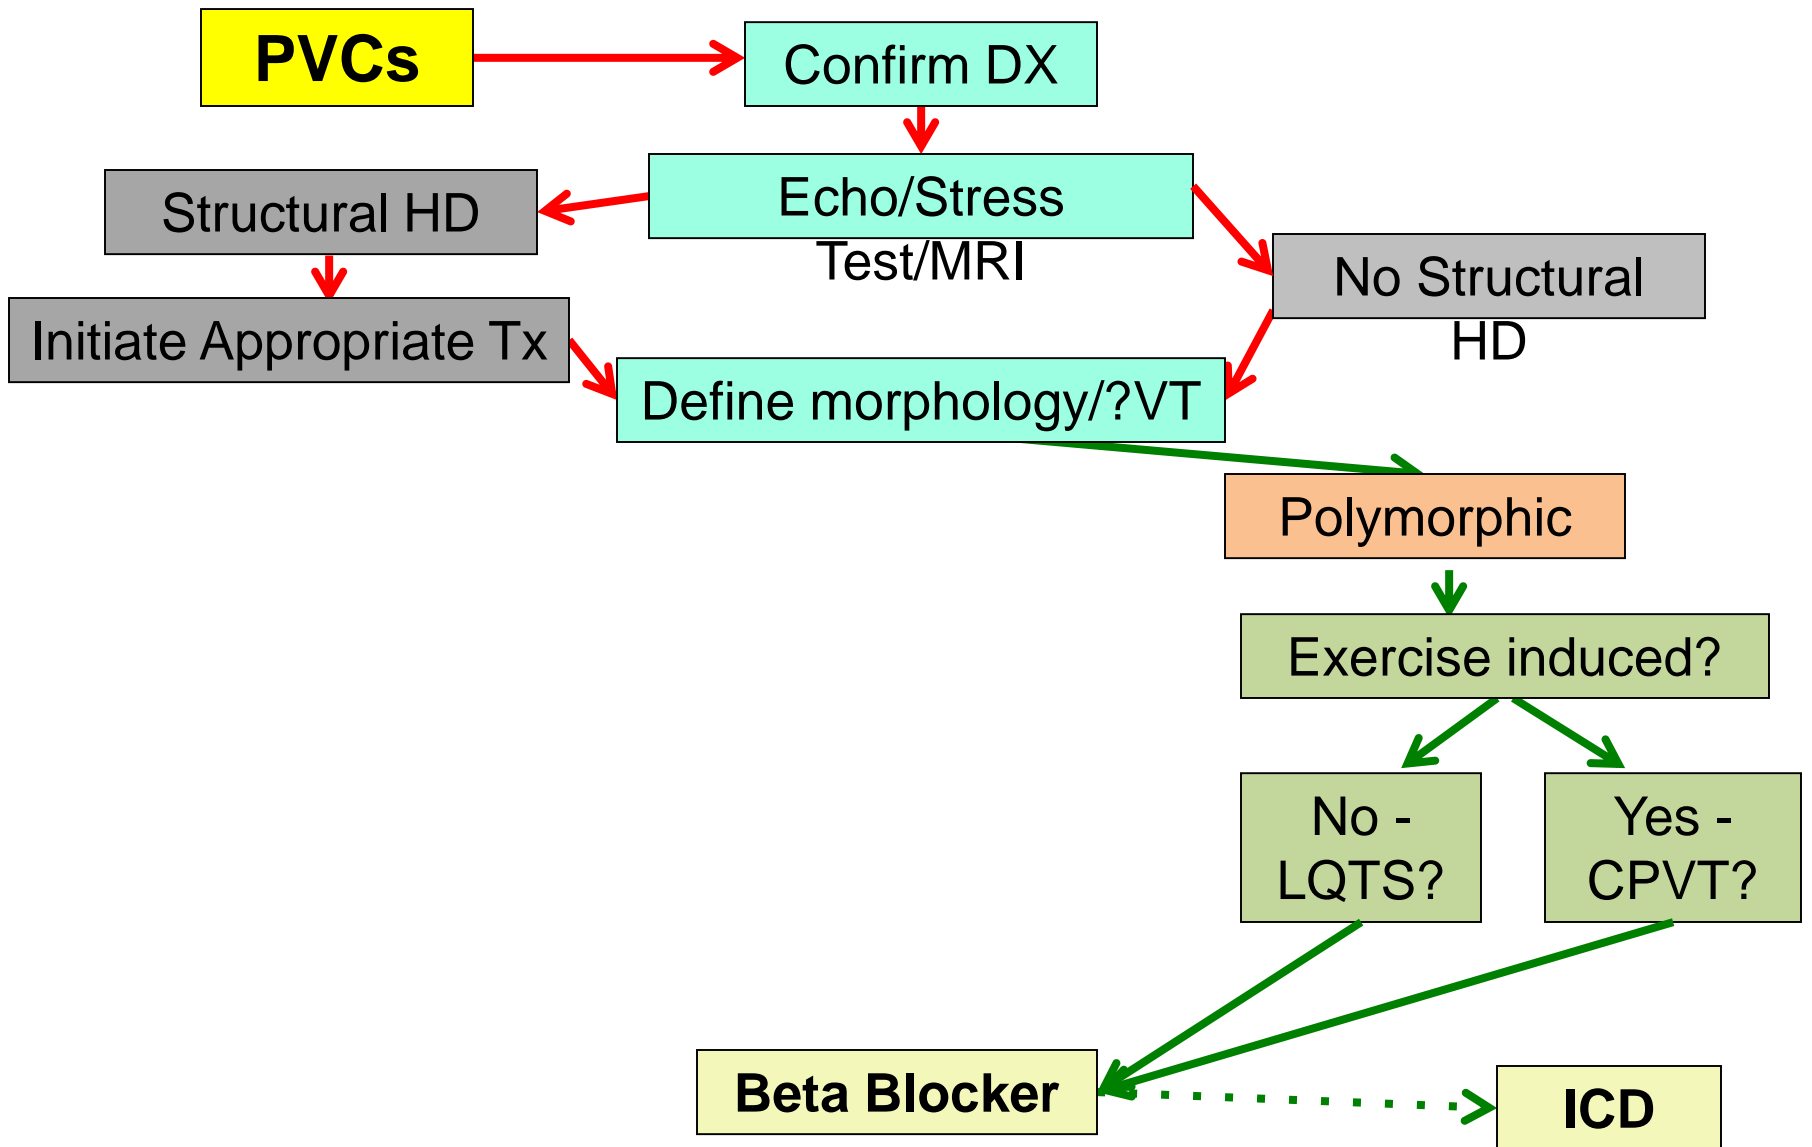 PVCs
Confirm DX
Echo/Stress
Test/MRI
Structural HD
No Structural
HD
Initiate Appropriate Tx
Define morphology/?VT
Polymorphic
Exercise induced?
No -
LQTS?
Yes -
CPVT?
Beta Blocker
ICD